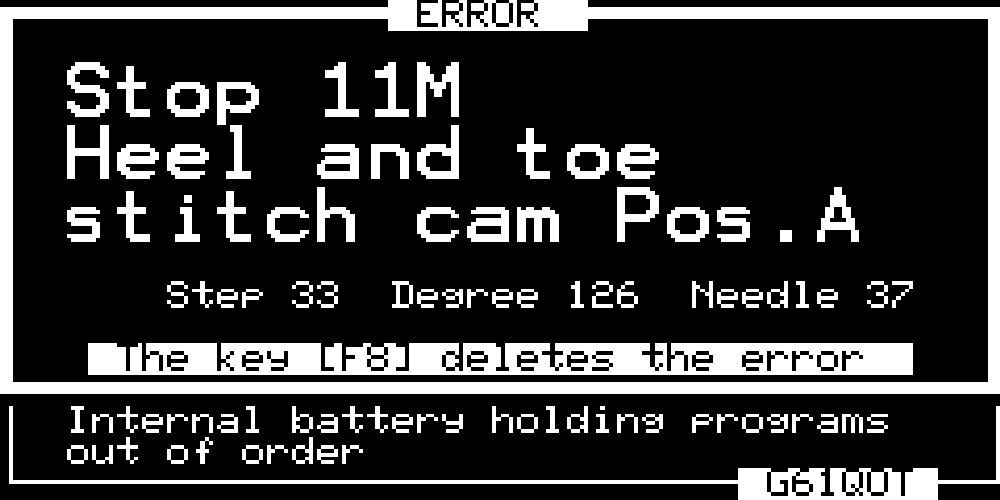 ERROR
Stop 11M
Heel and toe
stitch cam Pos.A
Step 33 Degree 126 Needle 37
The key [F8] deletes the error
Internal battery holding programs
out of order
G61QOT